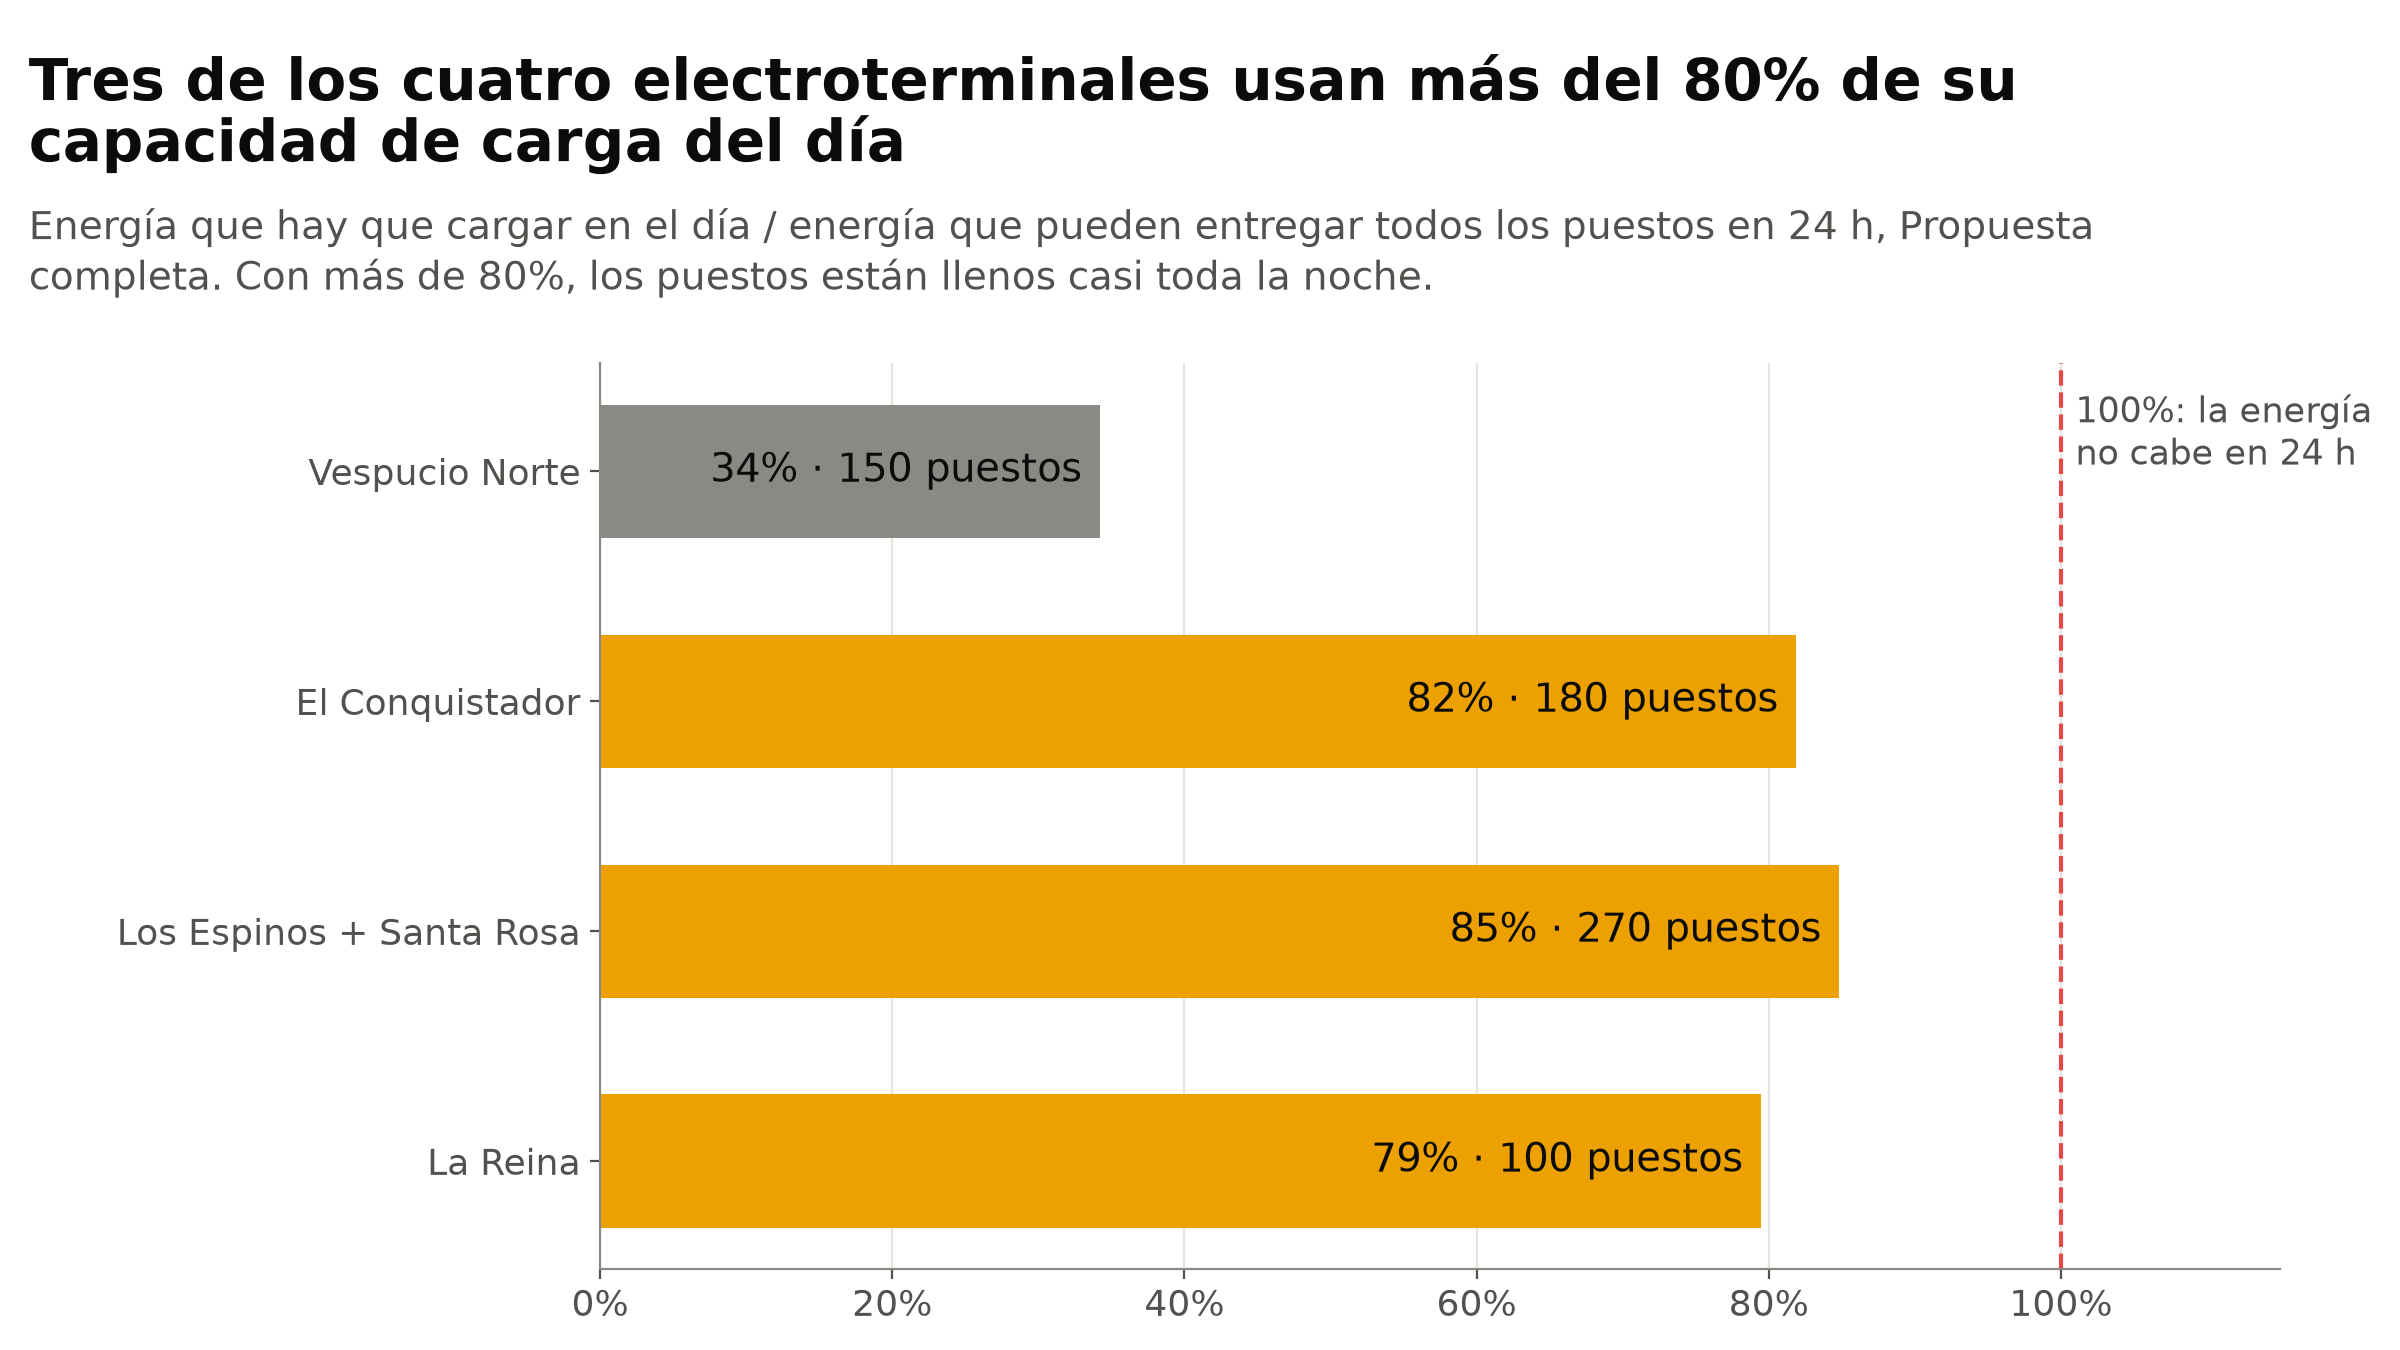 Tres de los cuatro electroterminales usan más del 80% de su
capacidad de carga del día
Energía que hay que cargar en el día / energía que pueden entregar todos los puestos en 24 h, Propuesta
completa. Con más de 80%, los puestos están llenos casi toda la noche.
100%: la energía
no cabe en 24 h
Vespucio Norte
34% · 150 puestos
El Conquistador
82% · 180 puestos
Los Espinos + Santa Rosa
85% · 270 puestos
La Reina
79% · 100 puestos
0%
20%
40%
60%
80%
100%